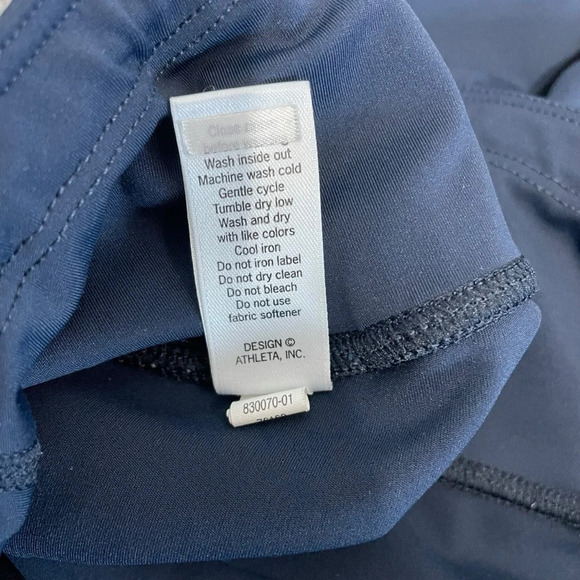 Close
before
Wash inside out
Machine wash cold
Gentle cycle
Tumble dry low
Wash and dry
with like colors
Cool iron
Do not iron label
Do not dry clean
Do not bleach
Do not use
fabric softener
DESIGN ©
ATHLETA, INC.
830070-01